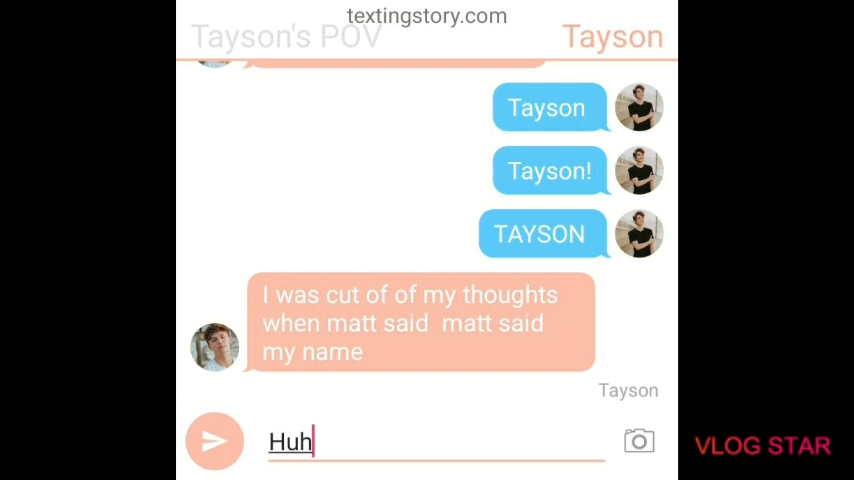 textingstory.com
Tayson's POV
Tayson
Tayson
Tayson!
TAYSON
I was cut of of my thoughts
when matt said  matt said
my name
Tayson
Huh
VLOG STAR